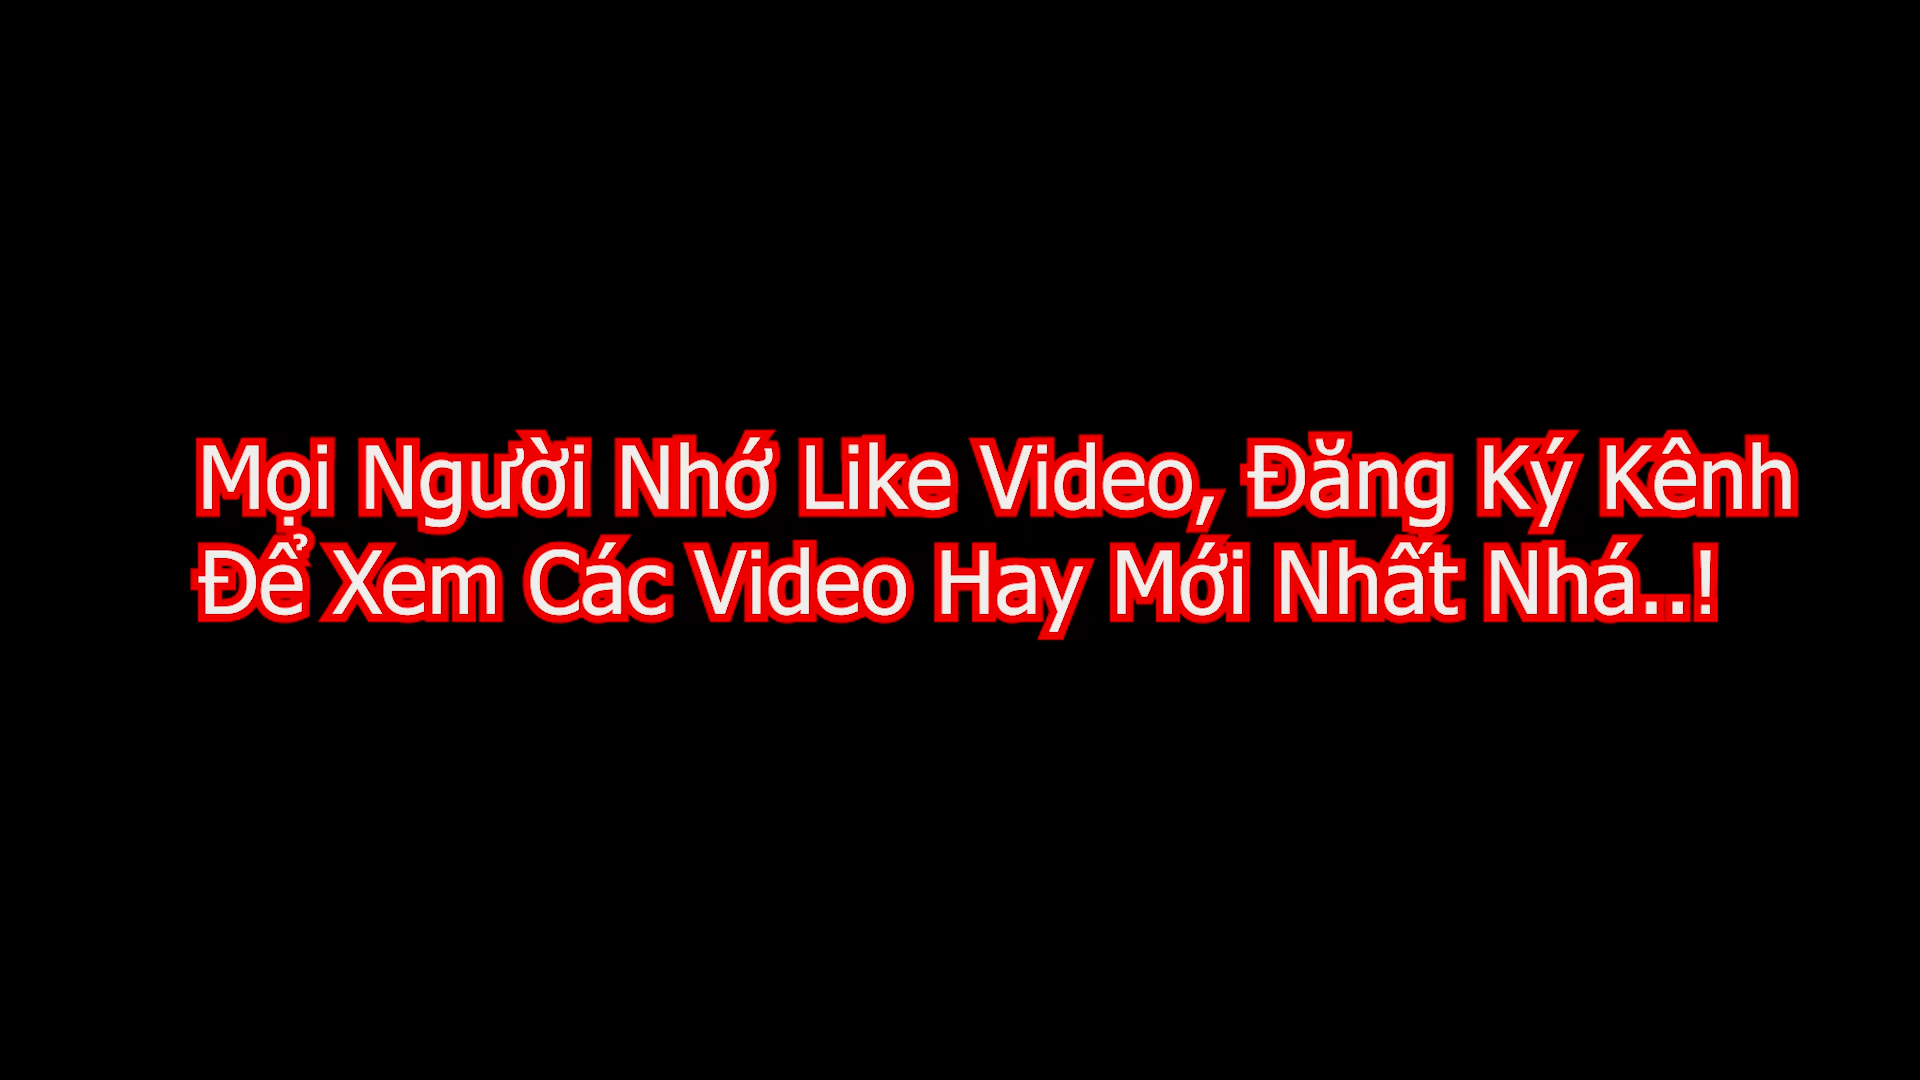 Mọi Người Nhớ Like Video, Đăng Ký Kênh
Để Xem Các Video Hay Mới Nhất Nhá..!